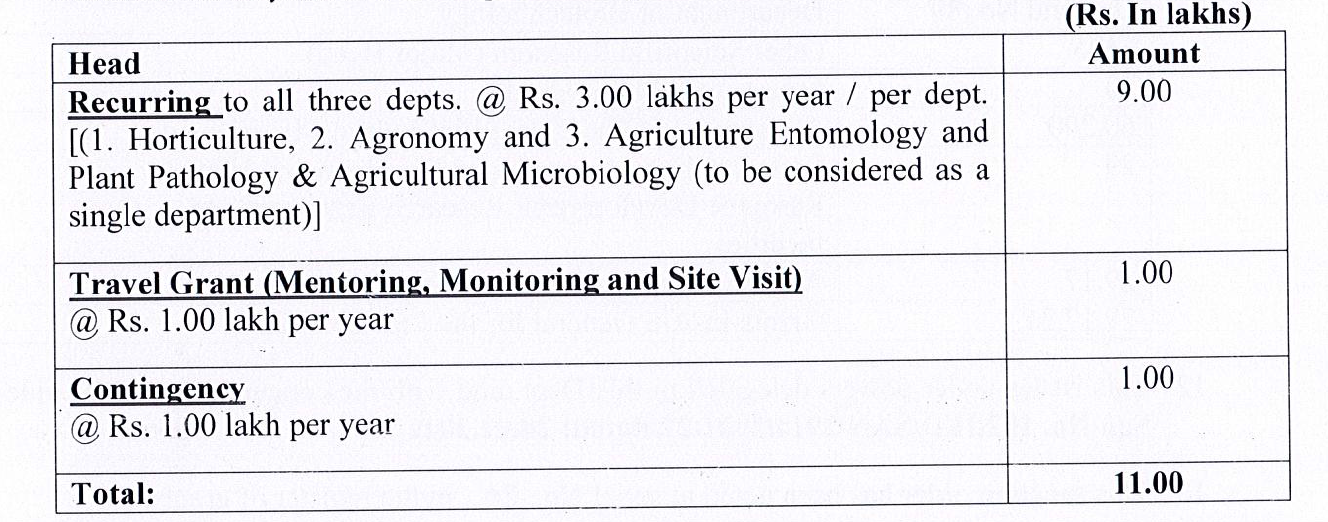 (Rs. In lakhs)
Head
Amount
Recurring to all three depts. @ Rs. 3.00 lakhs per year / per dept.
9.00
[(1. Horticulture, 2. Agronomy and 3. Agriculture Entomology and
Plant Pathology & Agricultural Microbiology (to be considered as a
single department)]
Travel Grant (Mentoring, Monitoring and Site Visit)
1.00
@ Rs. 1.00 lakh per year
Contingency
1.00
@ Rs. 1.00 lakh per year
Total:
11.00